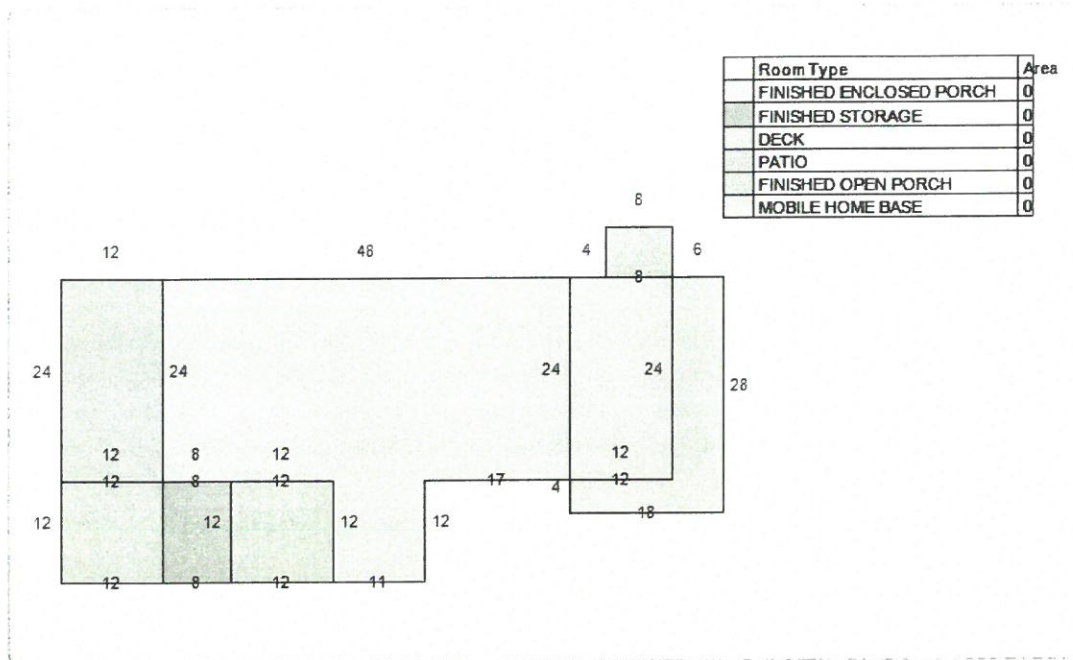 Room Type Area
FINISHED ENCLOSED PORCH 0
FINISHED STORAGE 0
DECK 0
PATIO 0
FINISHED OPEN PORCH 0
MOBILE HOME BASE 0
8
12 48 4 6
8
24 24 24 24 28
12 8 12 12
12 8 12 17 4 12
12 12 12 12 18
12 8 12 11